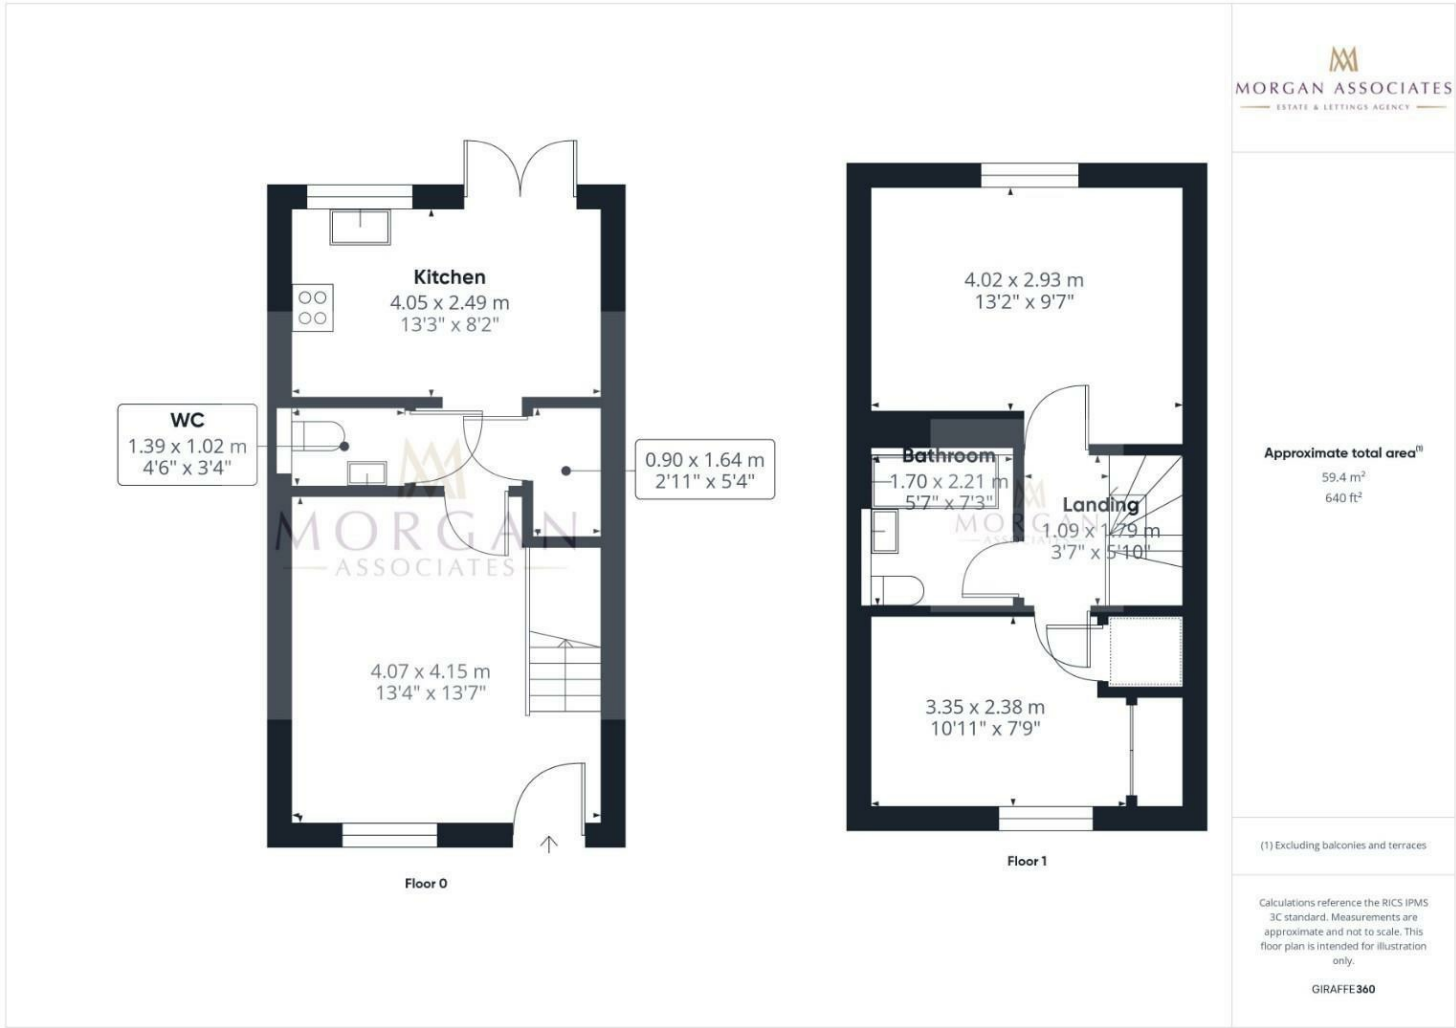 MORGAN ASSOCIATES
ESTATE & LETTINGS AGENCY
Kitchen
4.05 x 2.49 m
13'3" x 8'2"
WC
1.39 x 1.02 m
4'6" x 3'4"
0.90 x 1.64 m
2'11" x 5'4"
MORGAN
ASSOCIATES
4.07 x 4.15 m
13'4" x 13'7"
Floor 0
4.02 x 2.93 m
13'2" x 9'7"
Bathroom
1.70 x 2.21 m
5'7" x 7'3"
Landing
1.09 x 1.79 m
3'7" x 5'10"
MORGAN
ASSOCIATES
3.35 x 2.38 m
10'11" x 7'9"
Floor 1
Approximate total area(1)
59.4 m²
640 ft²
(1) Excluding balconies and terraces
Calculations reference the RICS IPMS
3C standard. Measurements are
approximate and not to scale. This
floor plan is intended for illustration
only.
GIRAFFE360